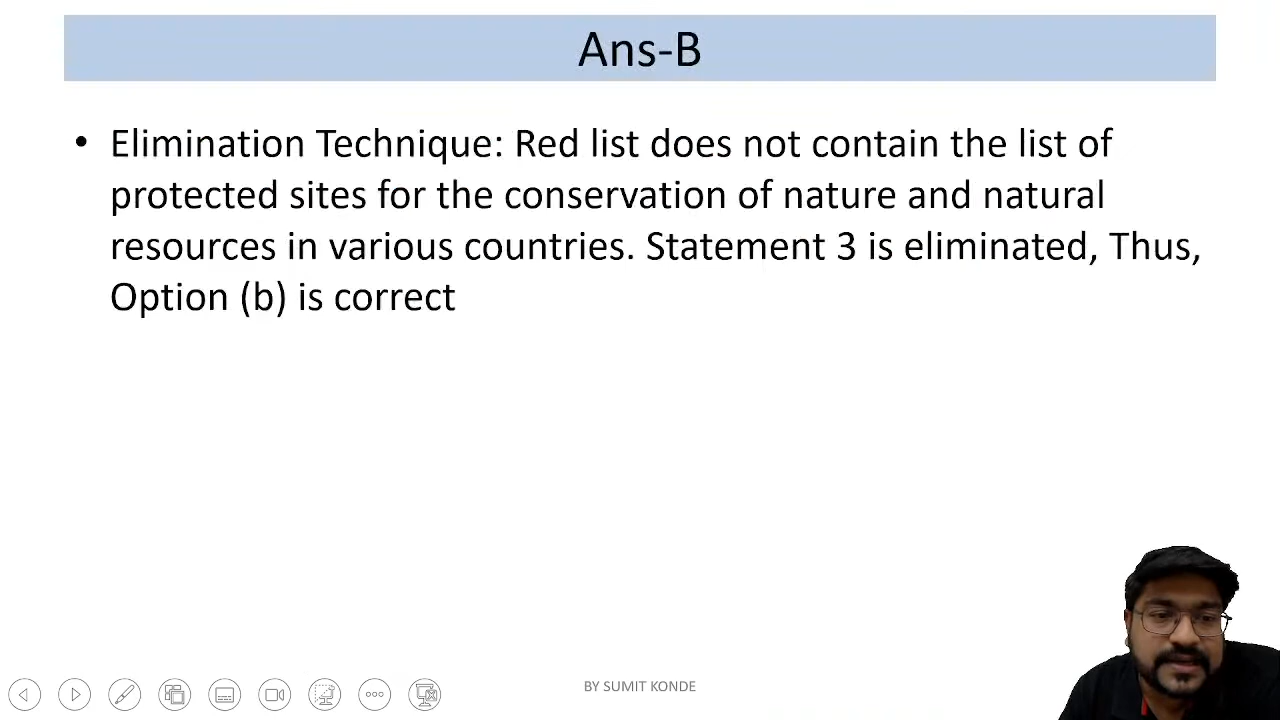 Ans-B
• Elimination Technique: Red list does not contain the list of
protected sites for the conservation of nature and natural
resources in various countries. Statement 3 is eliminated, Thus,
Option (b) is correct
BY SUMIT KONDE